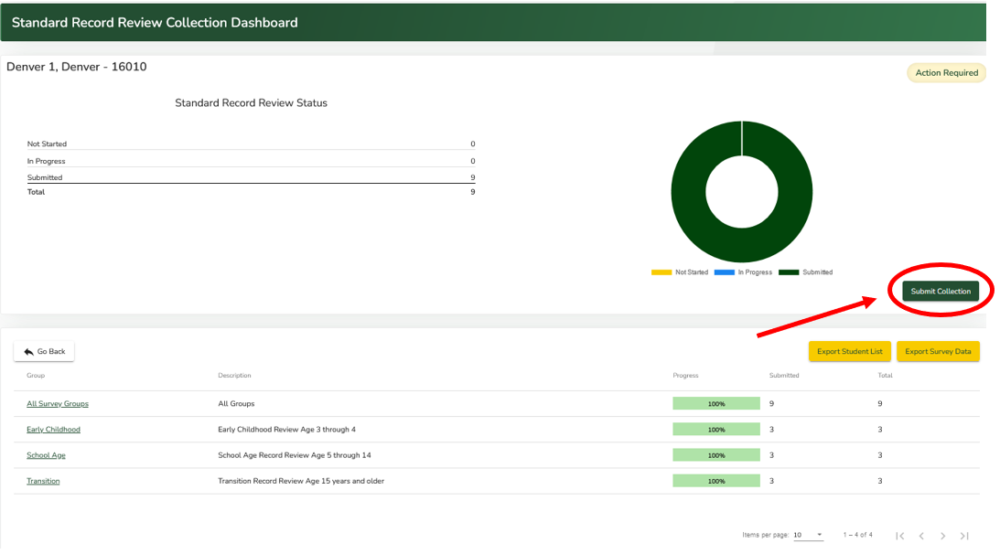 Standard Record Review Collection Dashboard
Denver 1, Denver - 16010
Action Required
Standard Record Review Status
Not Started 0
In Progress 0
Submitted 9
Total 9
Not Started In Progress Submitted
Submit Collection
Go Back
Export Student List Export Survey Data
Group Description Progress Submitted Total
All Survey Groups All Groups 100% 9 9
Early Childhood Early Childhood Review Age 3 through 4 100% 3 3
School Age School Age Record Review Age 5 through 14 100% 3 3
Transition Transition Record Review Age 15 years and older 100% 3 3
Items per page: 10 1 – 4 of 4